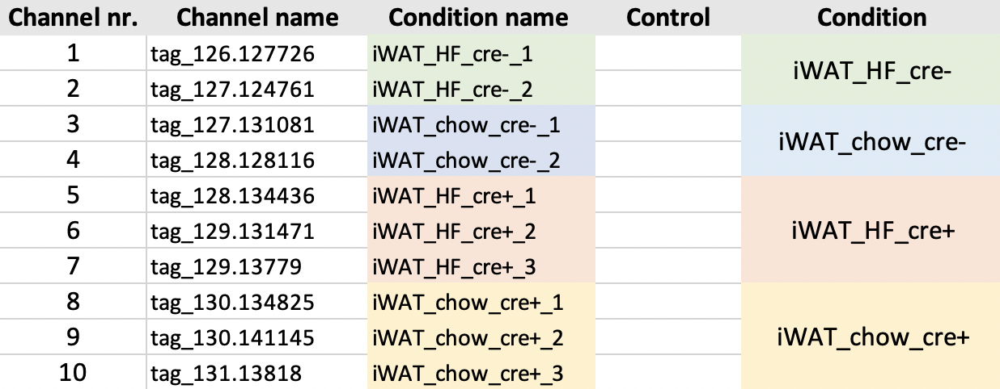 Channel nr. Channel name Condition name Control Condition
1 tag_126.127726 iWAT_HF_cre-_1
iWAT_HF_cre-
2 tag_127.124761 iWAT_HF_cre-_2
3 tag_127.131081 iWAT_chow_cre-_1
iWAT_chow_cre-
4 tag_128.128116 iWAT_chow_cre-_2
5 tag_128.134436 iWAT_HF_cre+_1
6 tag_129.131471 iWAT_HF_cre+_2 iWAT_HF_cre+
7 tag_129.13779 iWAT_HF_cre+_3
8 tag_130.134825 iWAT_chow_cre+_1
9 tag_130.141145 iWAT_chow_cre+_2 iWAT_chow_cre+
10 tag_131.13818 iWAT_chow_cre+_3